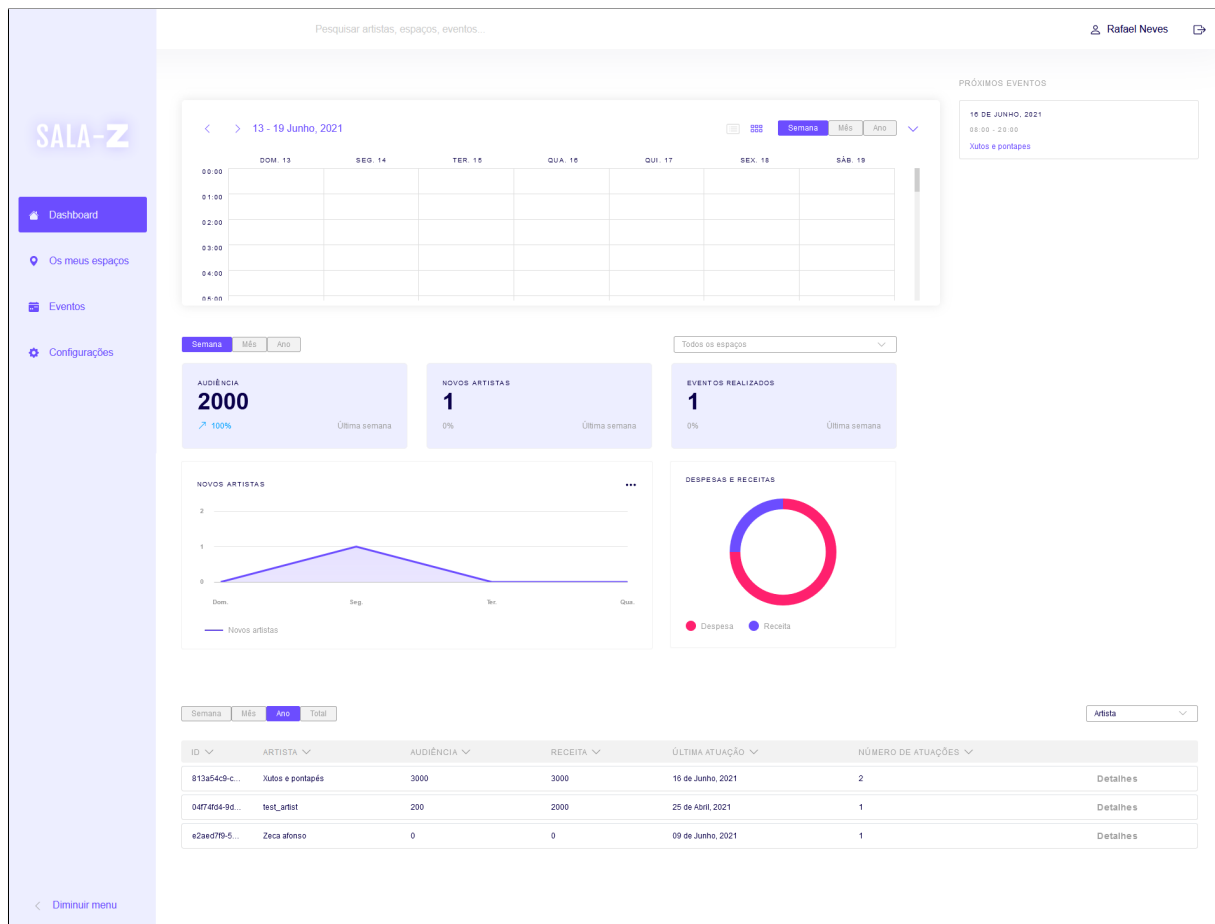 Pesquisar artistas, espaços, eventos...
Rafael Neves
SALA-Z
Dashboard
Os meus espaços
Eventos
Configurações
Diminuir menu
13 - 19 Junho, 2021
Semana Mês Ano
DOM. 13 SEG. 14 TER. 15 QUA. 16 QUI. 17 SEX. 18 SÁB. 19
00:00
01:00
02:00
03:00
04:00
05:00
PRÓXIMOS EVENTOS
16 DE JUNHO, 2021
08:00 - 20:00
Xutos e pontapes
Semana Mês Ano
Todos os espaços
AUDIÊNCIA
2000
100% Última semana
NOVOS ARTISTAS
1
0% Última semana
EVENTOS REALIZADOS
1
0% Última semana
NOVOS ARTISTAS
2
1
0
Dom. Seg. Ter. Qua.
Novos artistas
DESPESAS E RECEITAS
Despesa Receita
Semana Mês Ano Total
Artista
ID ARTISTA AUDIÊNCIA RECEITA ÚLTIMA ATUAÇÃO NÚMERO DE ATUAÇÕES
813a54c9-c... Xutos e pontapés 3000 3000 16 de Junho, 2021 2 Detalhes
04f74fd4-9d... test_artist 200 2000 25 de Abril, 2021 1 Detalhes
e2aed7f9-5... Zeca afonso 0 0 09 de Junho, 2021 1 Detalhes